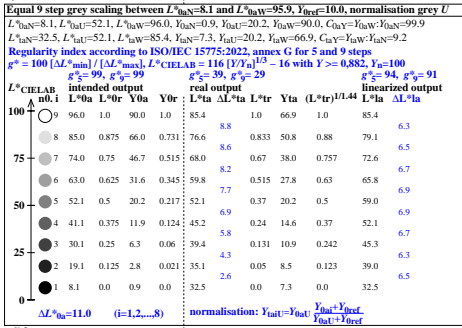 Equal 9 step grey scaling between L*0aN=8.1 and L*0aW=95.9, Y0ref=10.0, normalisation grey U
L*0aN=8.1, L*0aU=52.1, L*0aW=96.0, Y0aN=0.9, Y0aU=20.2, Y0aW=90.0, C0aY=Y0aW:Y0aN=99.9
L*taN=32.5, L*taU=52.1, L*taW=85.4, YtaN=7.3, YtaU=20.2, YtaW=66.9, CtaY=YtaW:YtaN=9.2
Regularity index according to ISO/IEC 15775:2022, annex G for 5 and 9 steps
g* = 100 [ΔL*min] / [ΔL*max], L*CIELAB = 116 [Y/Yn]1/3 − 16 with Y >= 0,882, Yn=100
g*5= 99, g*9= 99 g*5= 39, g*9= 29 g*5= 94, g*9= 91
L*CIELAB intended output real output linearized output
n0. i L*0a L*0r Y0a Y0r L*ta ΔL*ta L*tr Yta (L*tr)1/1.44 L*la ΔL*la
9 96.0 1.0 90.0 1.0 85.4 1.0 66.9 1.0 85.4
100
8.8 6.3
8 85.0 0.875 66.0 0.731 76.6 0.833 50.8 0.88 79.1
8.6 6.5
75
7 74.0 0.75 46.7 0.515 68.0 0.67 38.0 0.757 72.6
8.2 6.7
6 63.0 0.625 31.6 0.345 59.8 0.515 27.8 0.63 65.8
7.7 6.9
50
5 52.1 0.5 20.2 0.217 52.1 0.37 20.2 0.5 59.0
6.9 6.9
4 41.1 0.375 11.9 0.124 45.2 0.24 14.6 0.37 52.1
5.8 6.7
25
3 30.1 0.25 6.3 0.06 39.4 0.131 10.9 0.242 45.3
4.3 6.3
2 19.1 0.125 2.8 0.021 35.1 0.05 8.5 0.123 39.0
2.6 6.5
1 8.1 0.0 0.9 0.0 32.5 0.0 7.3 0.0 32.5
0
ΔL*0a=11.0 (i=1,2,...,8) normalisation: YtaiU=Y0aU (Y0ai+Y0ref)/(Y0aU+Y0ref)